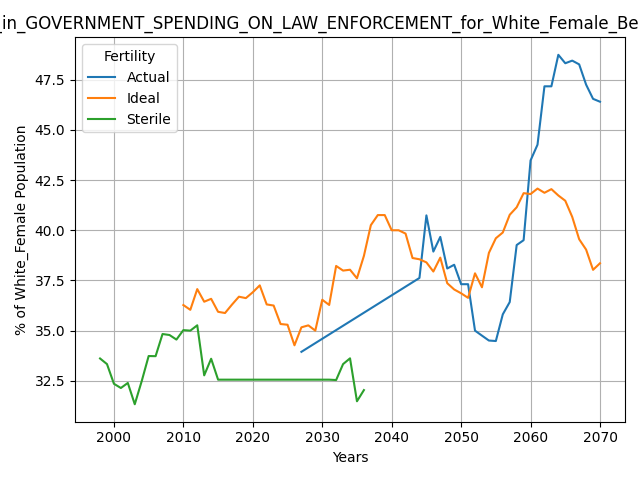 _in_GOVERNMENT_SPENDING_ON_LAW_ENFORCEMENT_for_White_Female_Be
Fertility
Actual
Ideal
Sterile
% of White_Female Population
47.5
45.0
42.5
40.0
37.5
35.0
32.5
2000
2010
2020
2030
2040
2050
2060
2070
Years